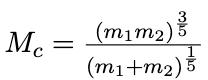 M_c = \frac{(m_1 m_2)^{\frac{3}{5}}}{(m_1 + m_2)^{\frac{1}{5}}}